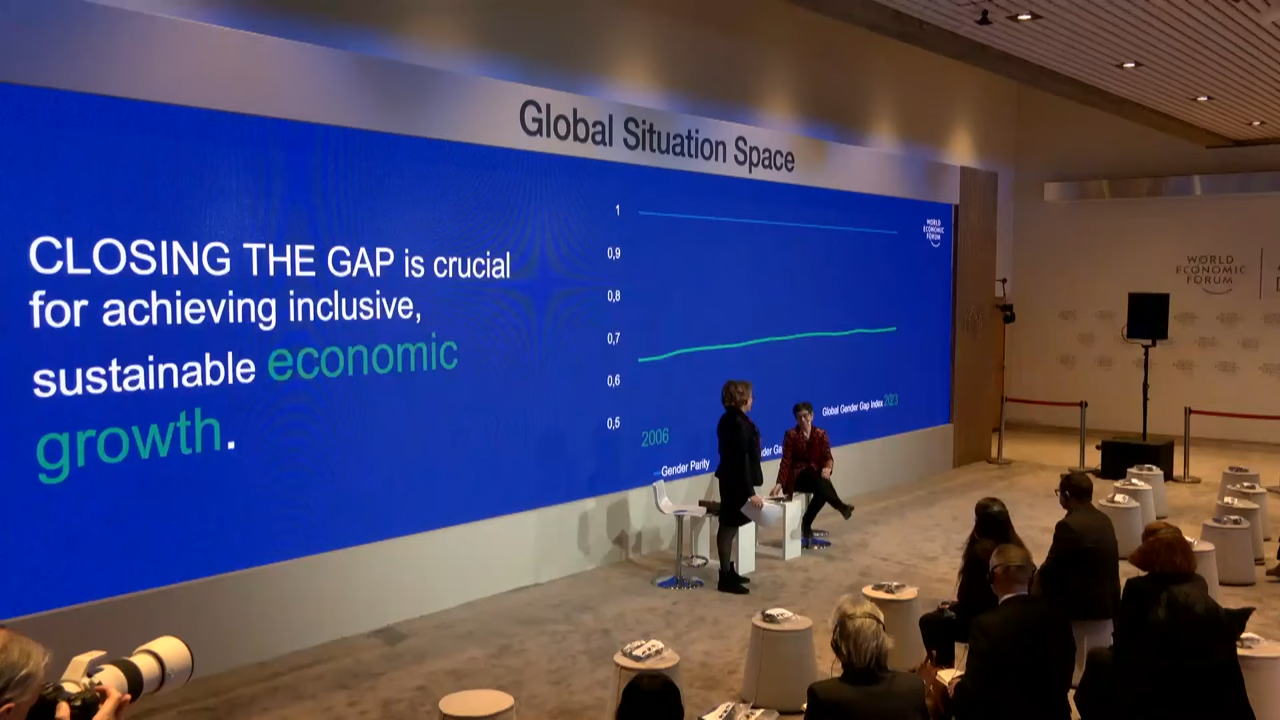 Global Situation Space
CLOSING THE GAP is crucial
for achieving inclusive,
sustainable economic
growth.
1
0,9
0,8
0,7
0,6
0,5
2006
Global Gender Gap Index 2023
Gender Parity
WORLD
ECONOMIC
FORUM
WORLD
ECONOMIC
FORUM